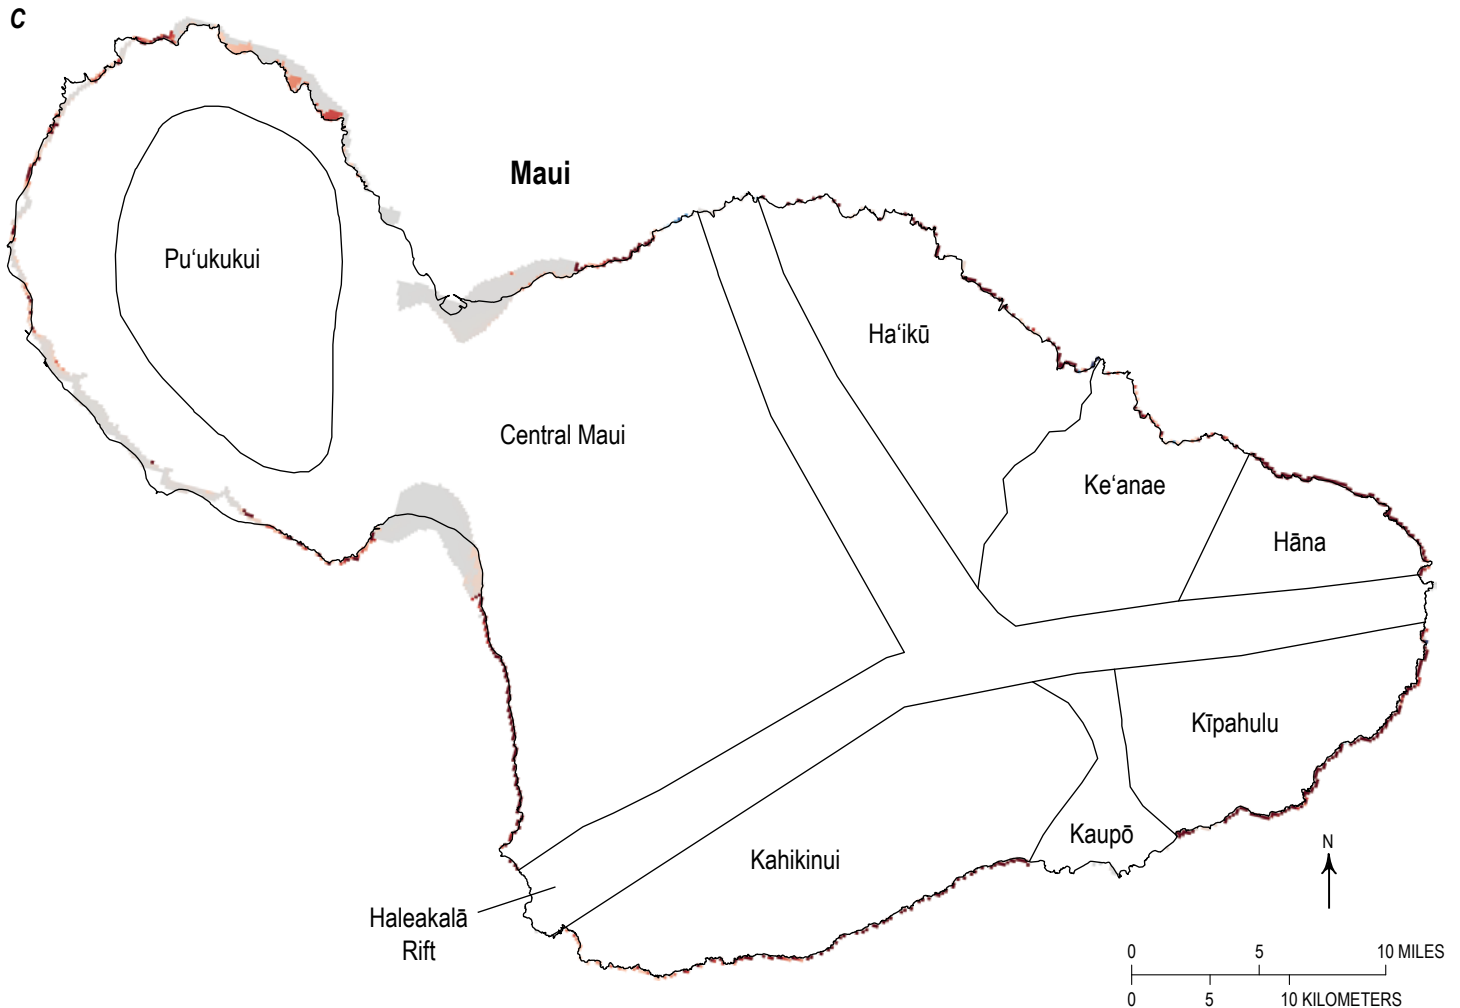 C
Maui
Pu‘ukukui
Ha‘ikū
Central Maui
Ke‘anae
Hāna
Kīpahulu
Kaupō
Kahikinui
Haleakalā
Rift
N
0 5 10 MILES
0 5 10 KILOMETERS